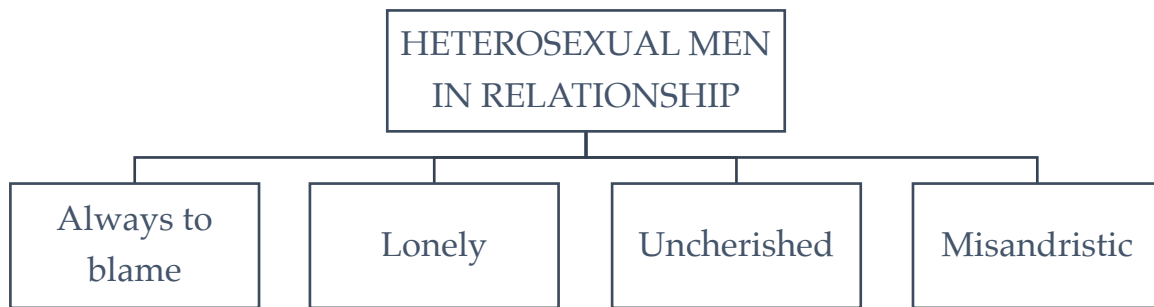 HETEROSEXUAL MEN
IN RELATIONSHIP
Always to
blame
Lonely
Uncherished
Misandristic